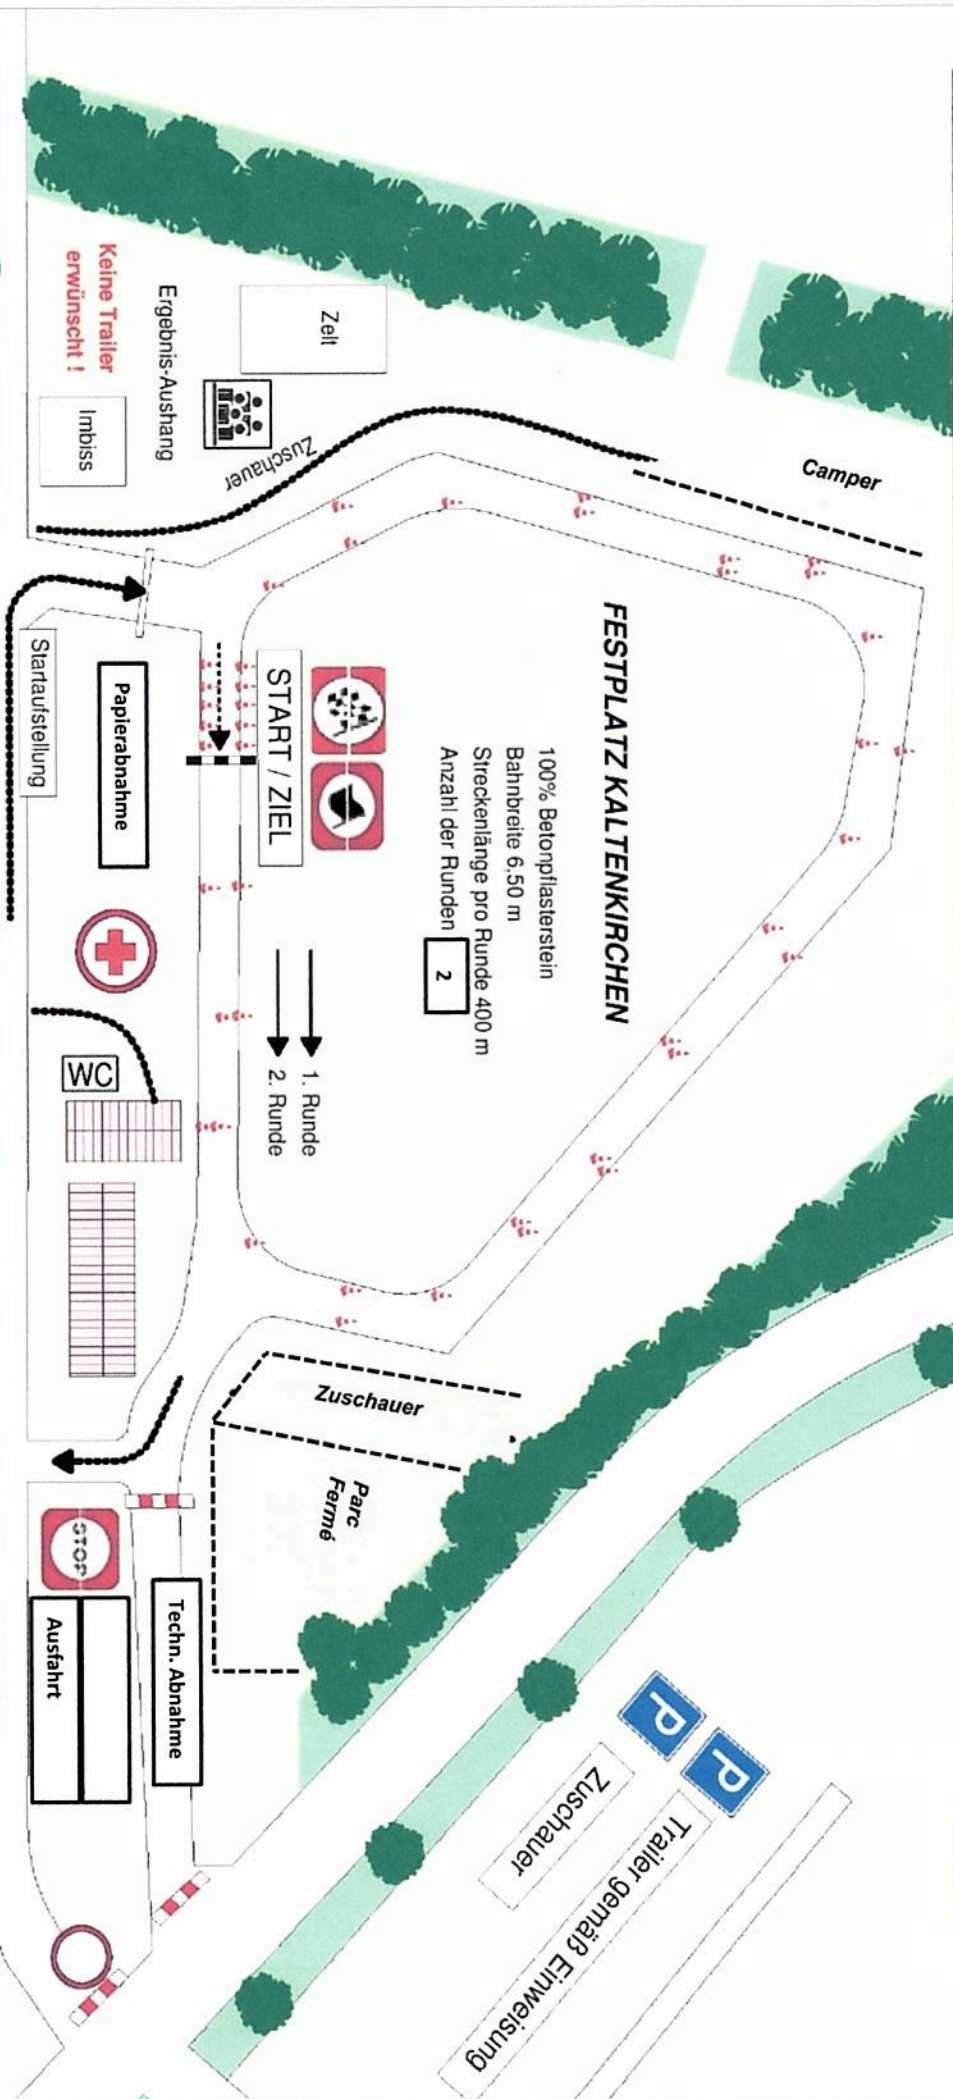 FESTPLATZ KALTENKIRCHEN
100% Betonpflasterstein
Bahnbreite 6,50 m
Streckenlänge pro Runde 400 m
Anzahl der Runden 2
START / ZIEL
1. Runde
2. Runde
Camper
Zelt
Zuschauer
Ergebnis-Aushang
Keine Trailer
erwünscht !
Imbiss
Startaufstellung
Papierabnahme
WC
Zuschauer
Parc
Fermé
STOP
Ausfahrt
Techn. Abnahme
P
P
Zuschauer
Trailer gemäß Einweisung